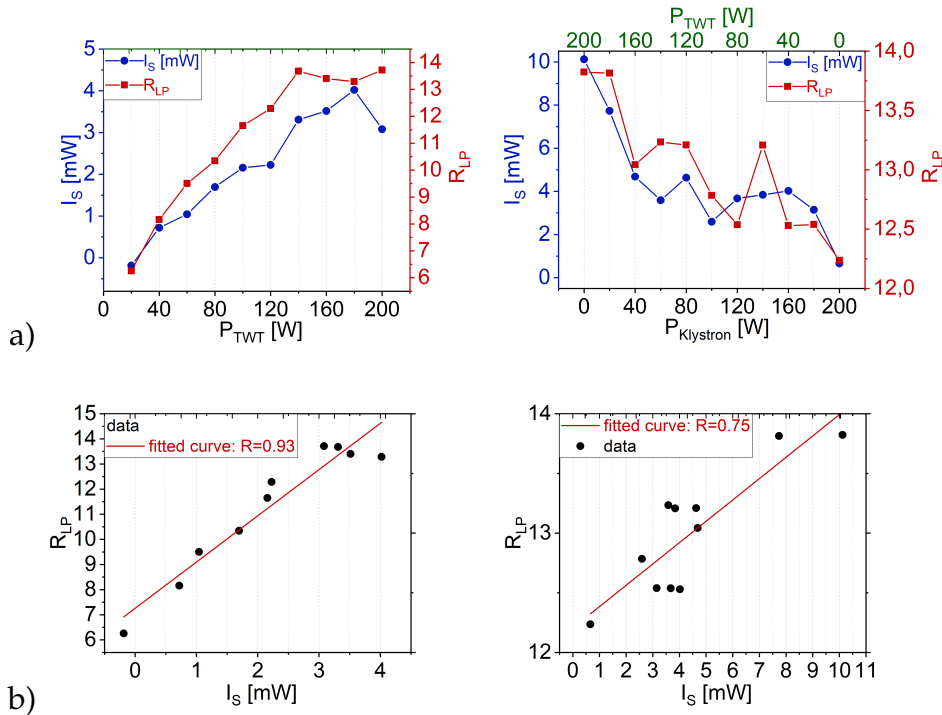 P_TWT [W]
200 160 120 80 40 0
5
4
3
2
1
0
I_S [mW]
I_S [mW]
R_LP
14
13
12
11
10
9
8
7
6
R_LP
0 40 80 120 160 200
P_TWT [W]
10
8
6
4
2
0
I_S [mW]
I_S [mW]
R_LP
14,0
13,5
13,0
12,5
12,0
R_LP
0 40 80 120 160 200
P_Klystron [W]
a)
15
14
13
12
11
10
9
8
7
6
R_LP
data
fitted curve: R=0.93
0 1 2 3 4
I_S [mW]
14
13
12
R_LP
fitted curve: R=0.75
data
0 1 2 3 4 5 6 7 8 9 10 11
I_S [mW]
b)